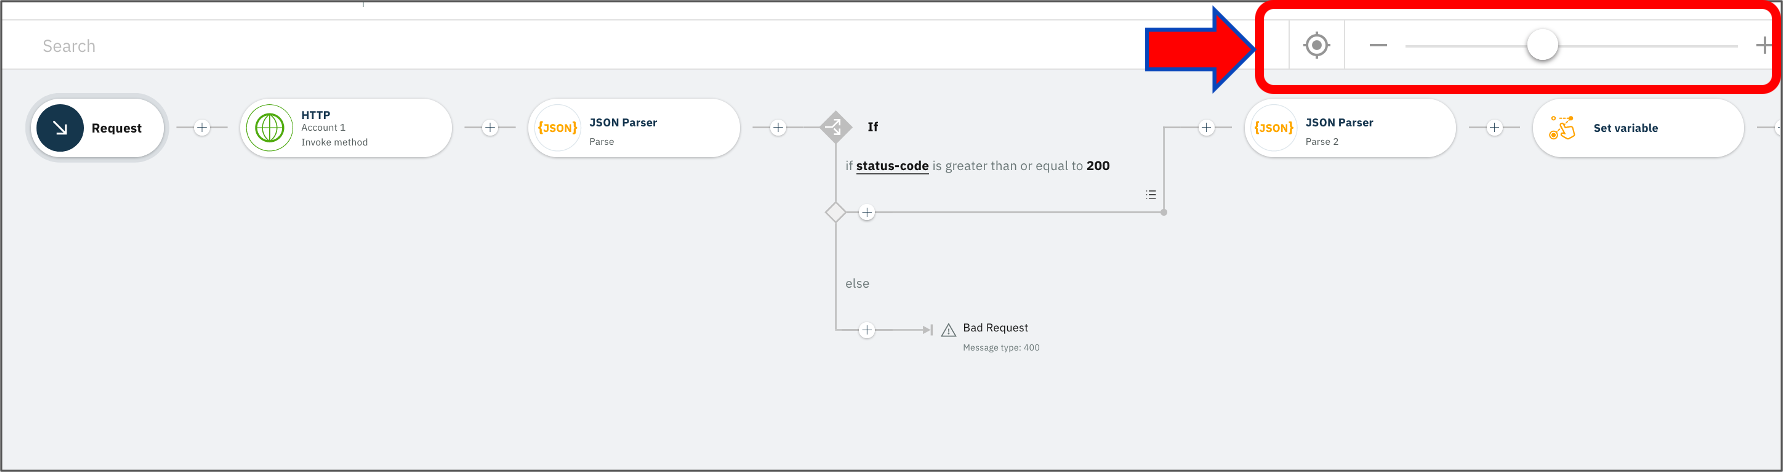 Search
Request
HTTP
Account 1
Invoke method
{JSON}
JSON Parser
Parse
If
if status-code is greater than or equal to 200
{JSON}
JSON Parser
Parse 2
Set variable
else
Bad Request
Message type: 400